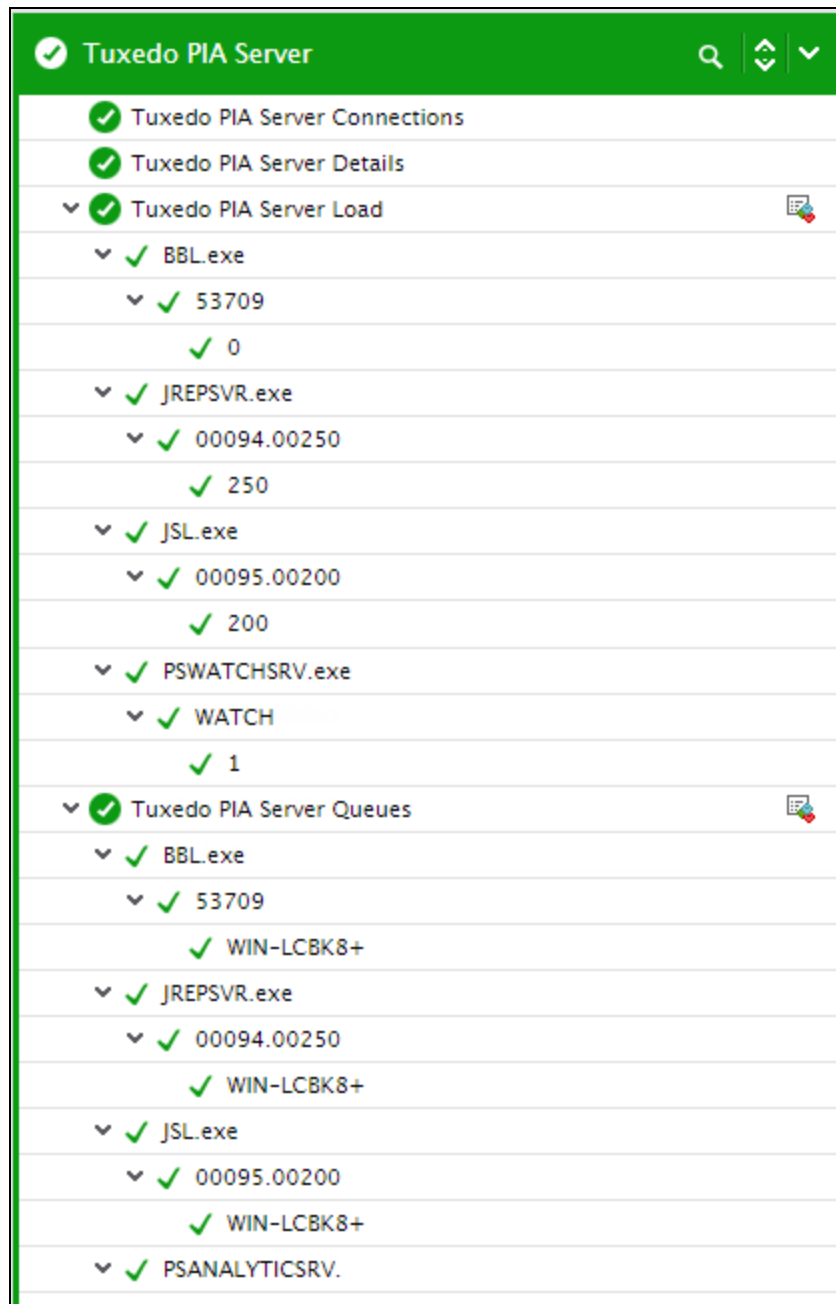 Tuxedo PIA Server
Tuxedo PIA Server Connections
Tuxedo PIA Server Details
Tuxedo PIA Server Load
BBL.exe
53709
0
JREPSVR.exe
00094.00250
250
JSL.exe
00095.00200
200
PSWATCHSRV.exe
WATCH
1
Tuxedo PIA Server Queues
BBL.exe
53709
WIN-LCBK8+
JREPSVR.exe
00094.00250
WIN-LCBK8+
JSL.exe
00095.00200
WIN-LCBK8+
PSANALYTICSRV.